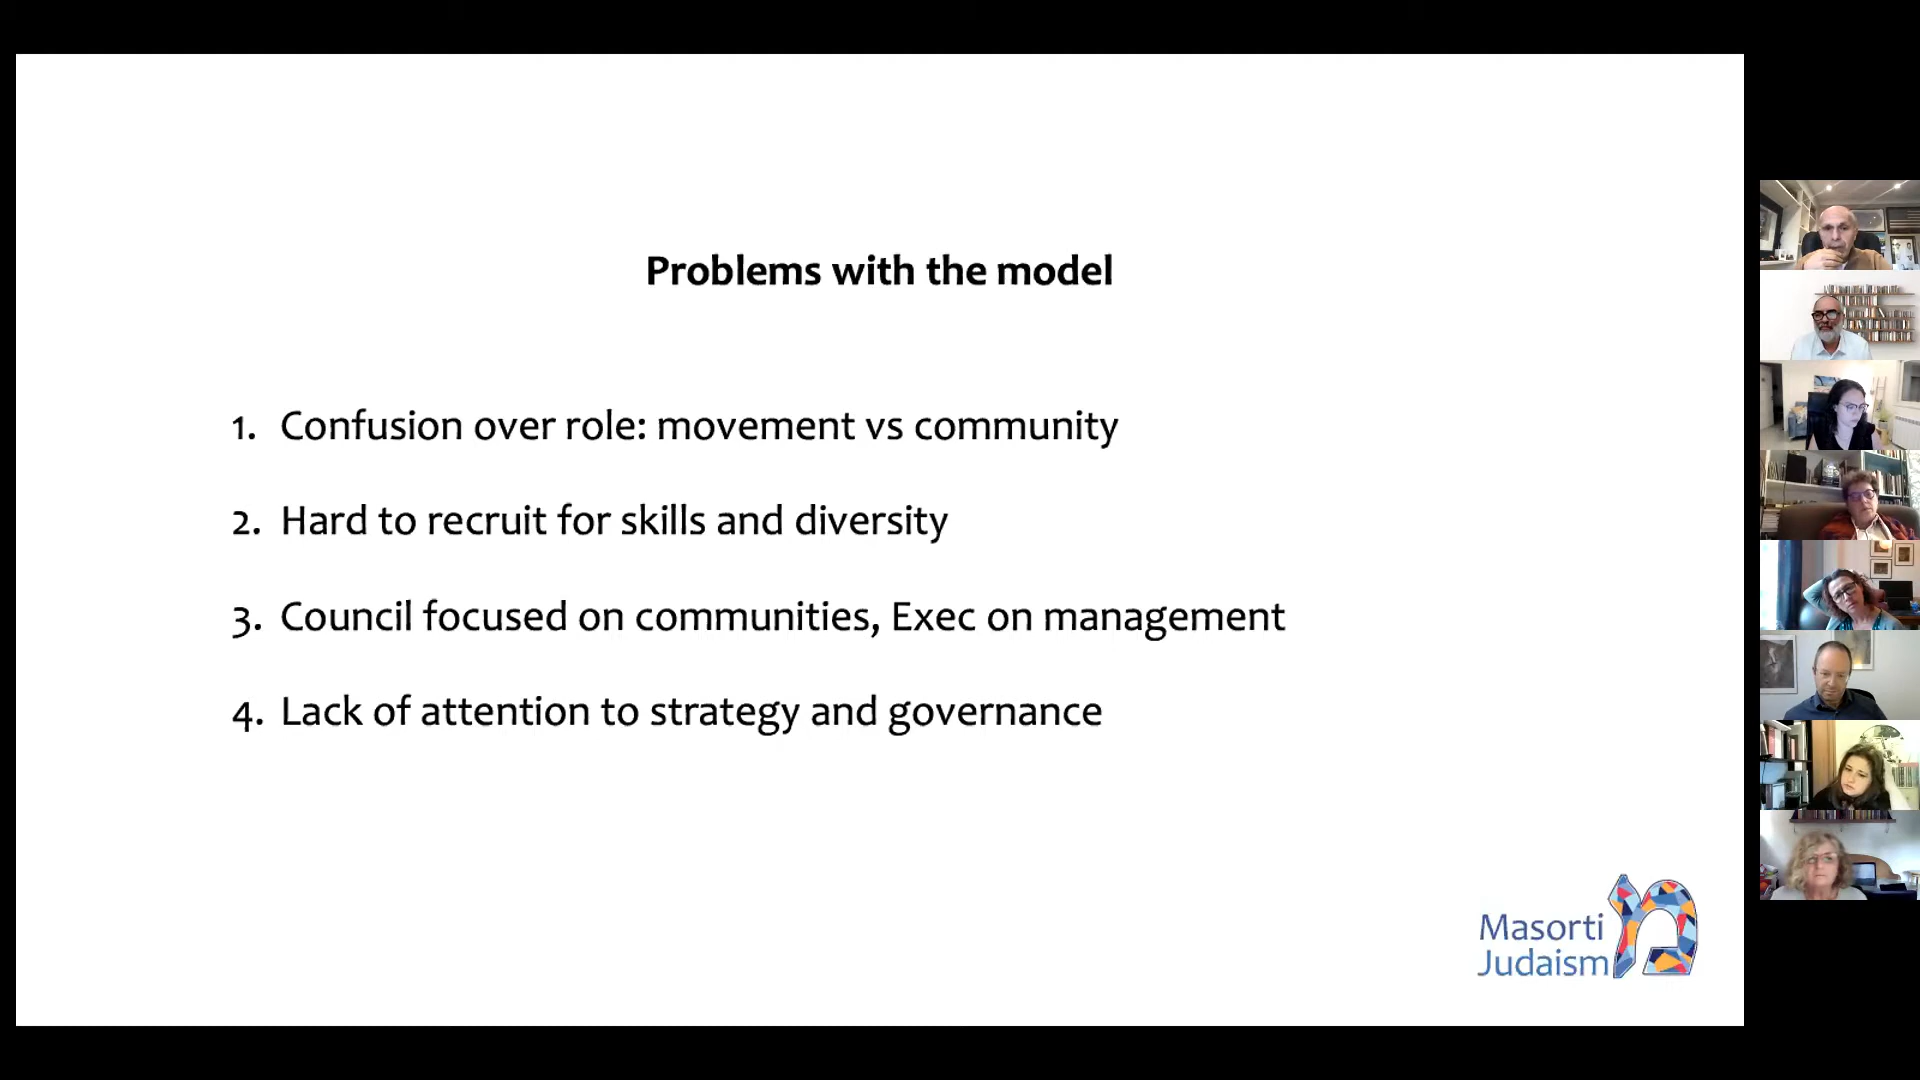 Problems with the model
1. Confusion over role: movement vs community
2. Hard to recruit for skills and diversity
3. Council focused on communities, Exec on management
4. Lack of attention to strategy and governance
Masorti
Judaism